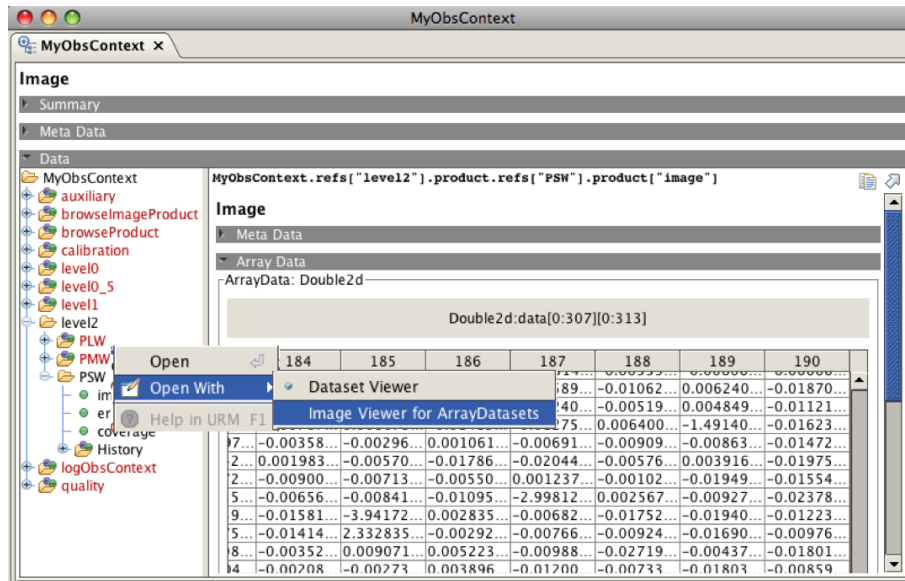 MyObsContext
MyObsContext ×
Image
Summary
Meta Data
Data
MyObsContext
auxiliary
browseImageProduct
browseProduct
calibration
level0
level0_5
level1
level2
PLW
PMW
PSW
History
logObsContext
quality
MyObsContext.refs["level2"].product.refs["PSW"].product["image"]
Image
Meta Data
Array Data
ArrayData: Double2d
Double2d:data[0:307][0:313]
Open
Open With
Help in URM F1
Dataset Viewer
Image Viewer for ArrayDatasets
coverage
184 185 186 187 188 189 190
-0.01062... 0.006240... -0.01870...
-0.00519... 0.004849... -0.01121...
0.006400... -1.49140... -0.01623...
-0.00358... -0.00296... 0.001061... -0.00691... -0.00909... -0.00863... -0.01472...
0.001983... -0.00570... -0.01786... -0.02044... -0.00576... 0.003916... -0.01975...
-0.00900... -0.00713... -0.00550... 0.001237... -0.00102... -0.01949... -0.01554...
-0.00656... -0.00841... -0.01095... -2.99812... 0.002567... -0.00927... -0.02378...
-0.01581... -3.94172... 0.002835... -0.00682... -0.01752... -0.01940... -0.01223...
-0.01414... 2.332835... -0.00292... -0.00766... -0.00924... -0.01690... -0.00976...
-0.00352... 0.009071... 0.005223... -0.00988... -0.02719... -0.00437... -0.01801...
-0.00208... -0.00273... 0.003896... -0.01200... -0.00733... -0.01803... -0.00859...